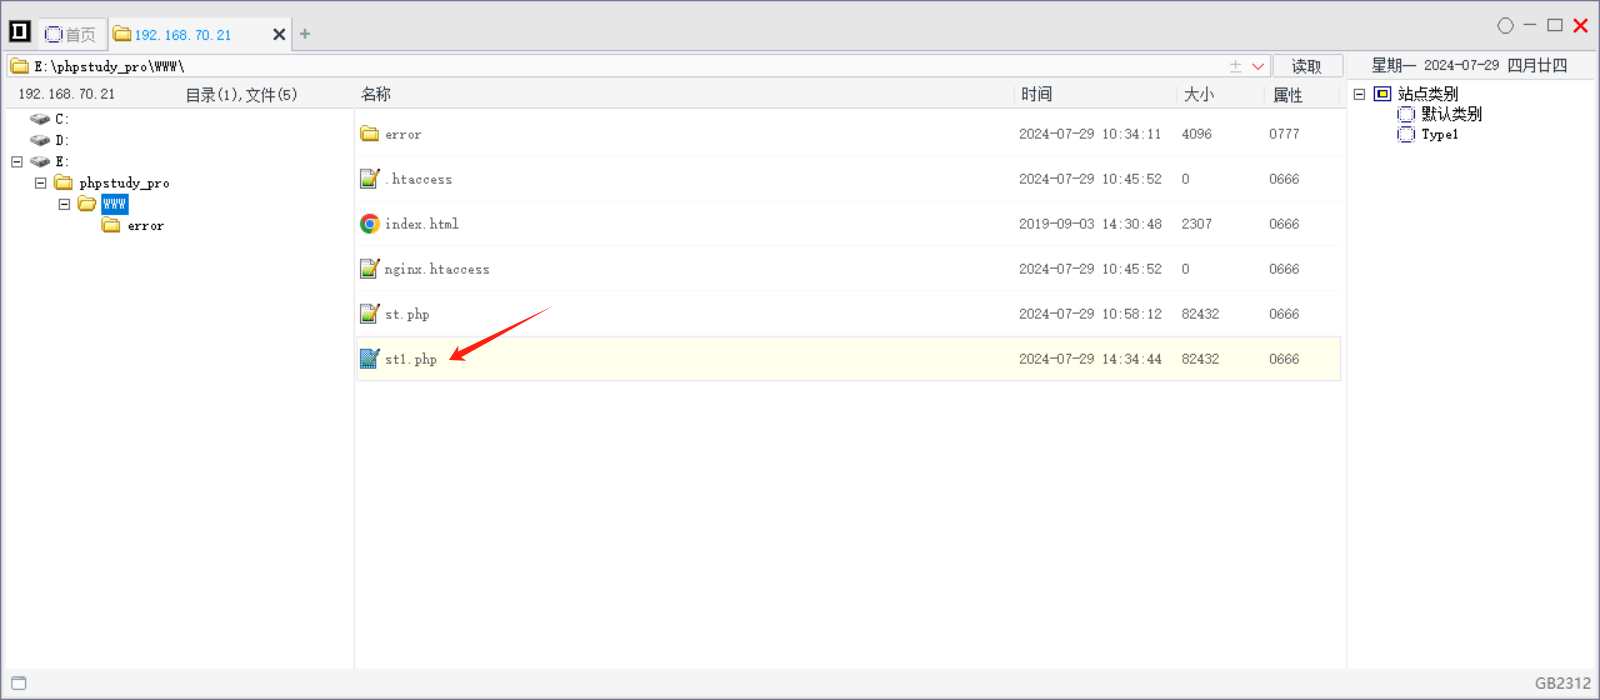 首页
192.168.70.21
E:\phpstudy_pro\WWW\
读取
星期一 2024-07-29 四月廿四
192.168.70.21 目录(1),文件(5)
名称 时间 大小 属性
C:
D:
E:
phpstudy_pro
WWW
error
error 2024-07-29 10:34:11 4096 0777
.htaccess 2024-07-29 10:45:52 0 0666
index.html 2019-09-03 14:30:48 2307 0666
nginx.htaccess 2024-07-29 10:45:52 0 0666
st.php 2024-07-29 10:58:12 82432 0666
st1.php 2024-07-29 14:34:44 82432 0666
站点类别
默认类别
Type1
GB2312